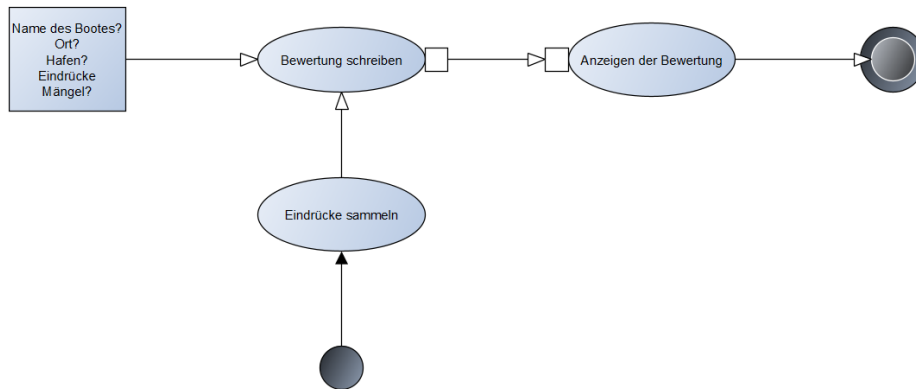 Name des Bootes?
Ort?
Hafen?
Eindrücke
Mängel?
Bewertung schreiben
Anzeigen der Bewertung
Eindrücke sammeln